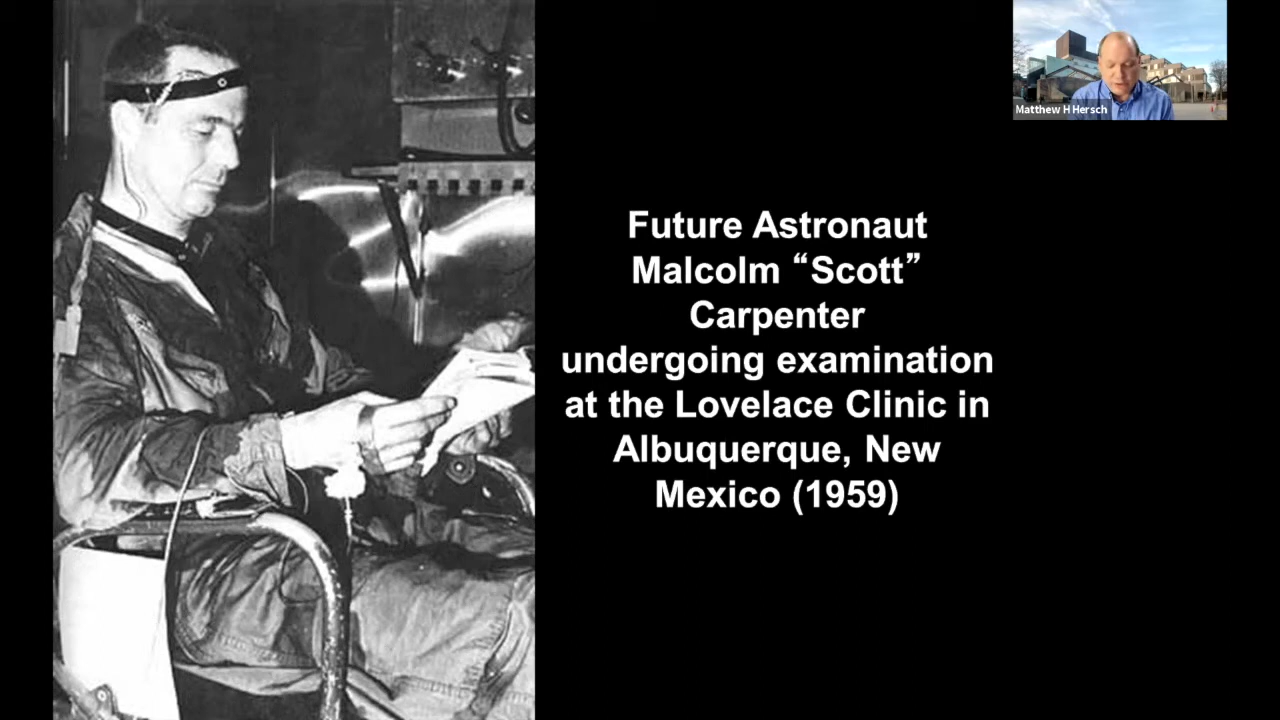 Matthew H Hersch
Future Astronaut
Malcolm “Scott”
Carpenter
undergoing examination
at the Lovelace Clinic in
Albuquerque, New
Mexico (1959)